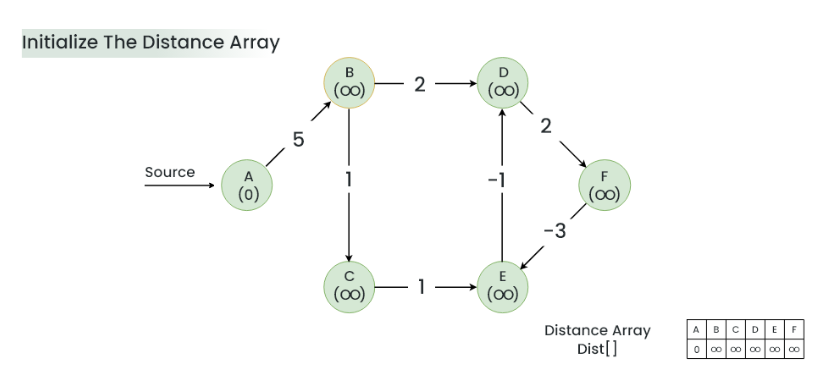 Initialize The Distance Array
B
(∞)
2
D
(∞)
5
2
Source
A
(0)
1
-1
F
(∞)
-3
C
(∞)
1
E
(∞)
Distance Array
Dist[]
A B C D E F
0 ∞ ∞ ∞ ∞ ∞